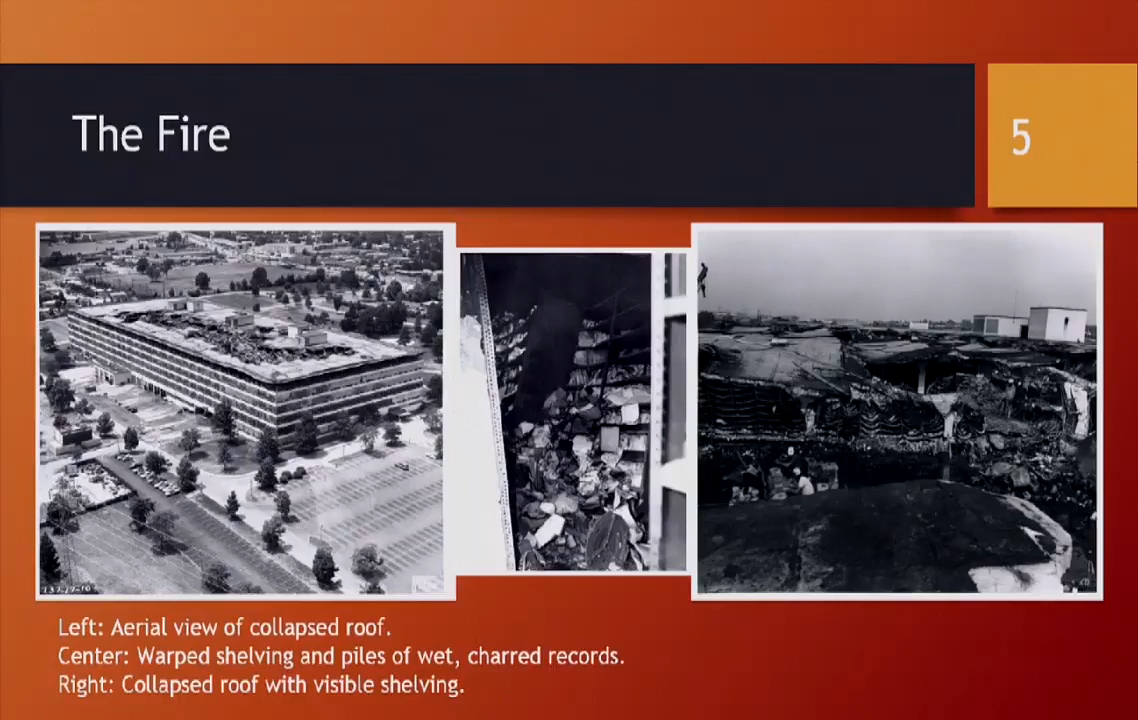 The Fire
5
Left: Aerial view of collapsed roof.
Center: Warped shelving and piles of wet, charred records.
Right: Collapsed roof with visible shelving.